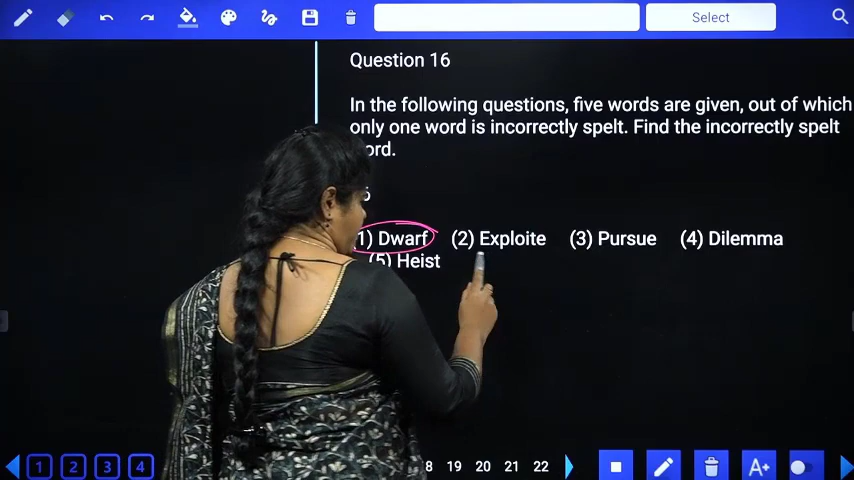 Select
Question 16
In the following questions, five words are given, out of which
only one word is incorrectly spelt. Find the incorrectly spelt
ord.
1) Dwarf (2) Exploite (3) Pursue (4) Dilemma
(5) Heist
1 2 3 4 8 19 20 21 22
A+